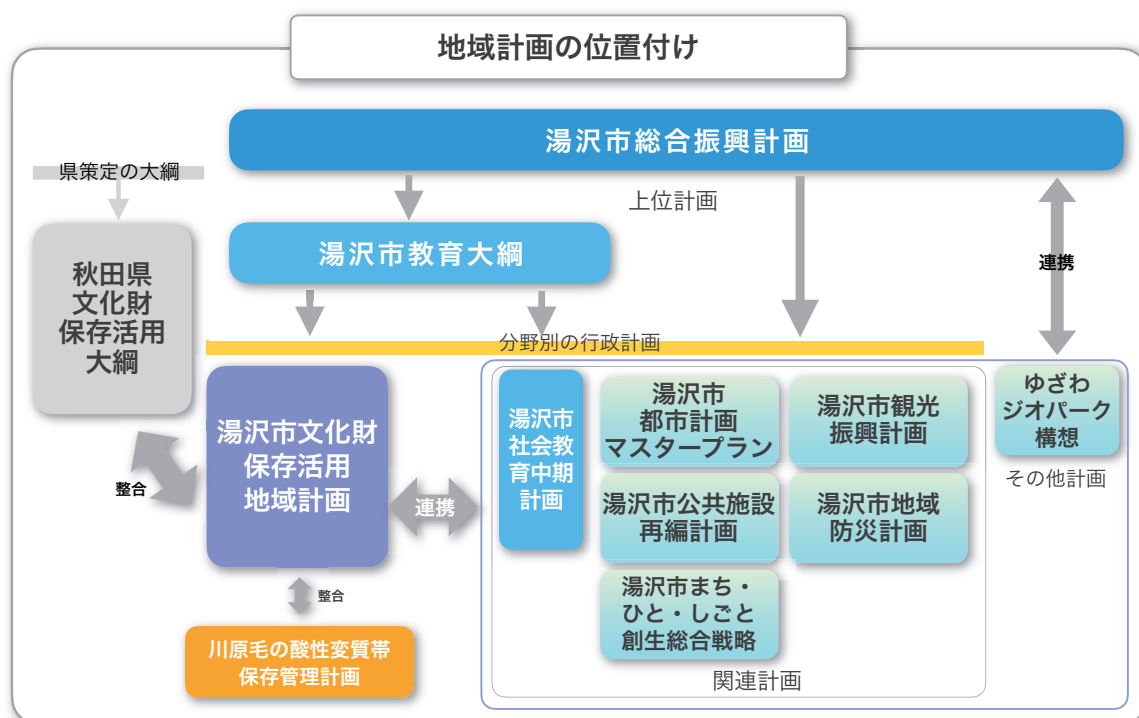 地域計画の位置付け
湯沢市総合振興計画
県策定の大綱
上位計画
秋田県
文化財
保存活用
大綱
湯沢市教育大綱
連携
分野別の行政計画
湯沢市文化財
保存活用
地域計画
湯沢市
社会教
育中期
計画
湯沢市
都市計画
マスタープラン
湯沢市観光
振興計画
ゆざわ
ジオパーク
構想
その他計画
整合
連携
湯沢市公共施設
再編計画
湯沢市地域
防災計画
整合
湯沢市まち・
ひと・しごと
創生総合戦略
川原毛の酸性変質帯
保存管理計画
関連計画